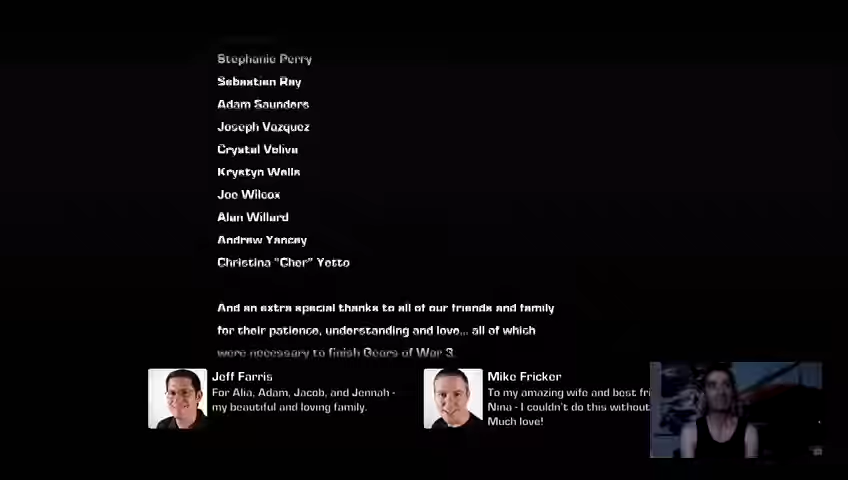 Stephanie Perry
Sebastian Ray
Adam Saunders
Joseph Vazquez
Crystal Velive
Krystyn Wells
Joe Wilcox
Alan Willard
Andrew Yancey
Christina "Cher" Yetto
And an extra special thanks to all of our friends and family
for their patience, understanding and love... all of which
were necessary to finish Gears of War 3.
Jeff Farris
For Alia, Adam, Jacob, and Jennah -
my beautiful and loving family.
Mike Fricker
To my amazing wife and best fri
Nina - I couldn't do this without
Much love!